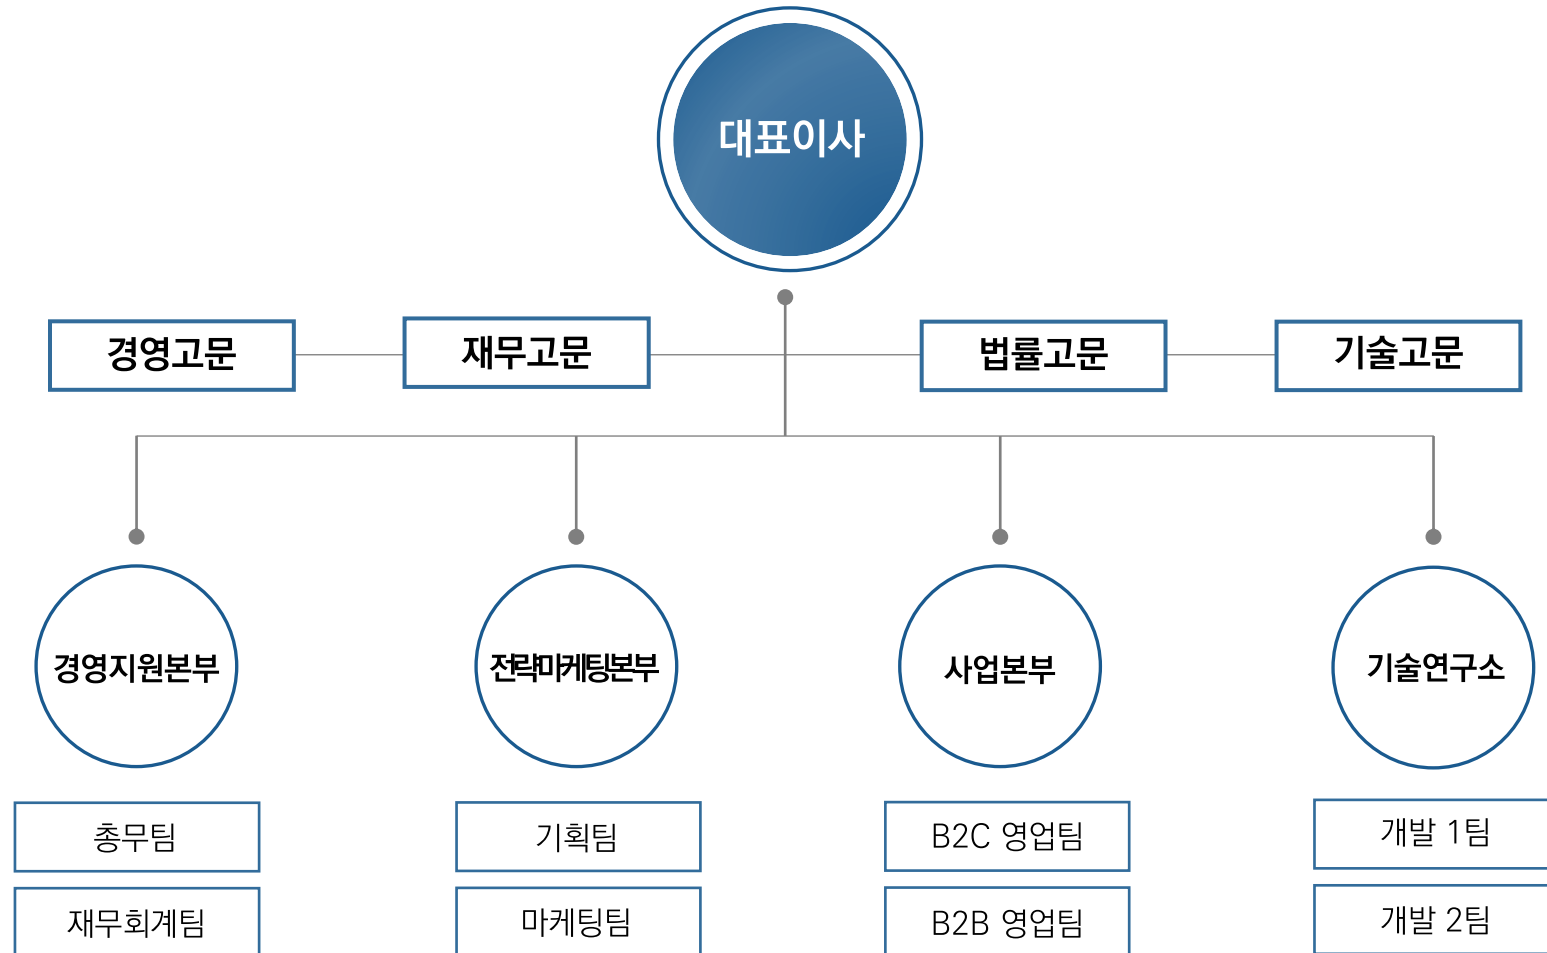 대표이사
경영고문
재무고문
법률고문
기술고문
경영지원본부
전략마케팅본부
사업본부
기술연구소
총무팀
기획팀
B2C 영업팀
개발 1팀
재무회계팀
마케팅팀
B2B 영업팀
개발 2팀